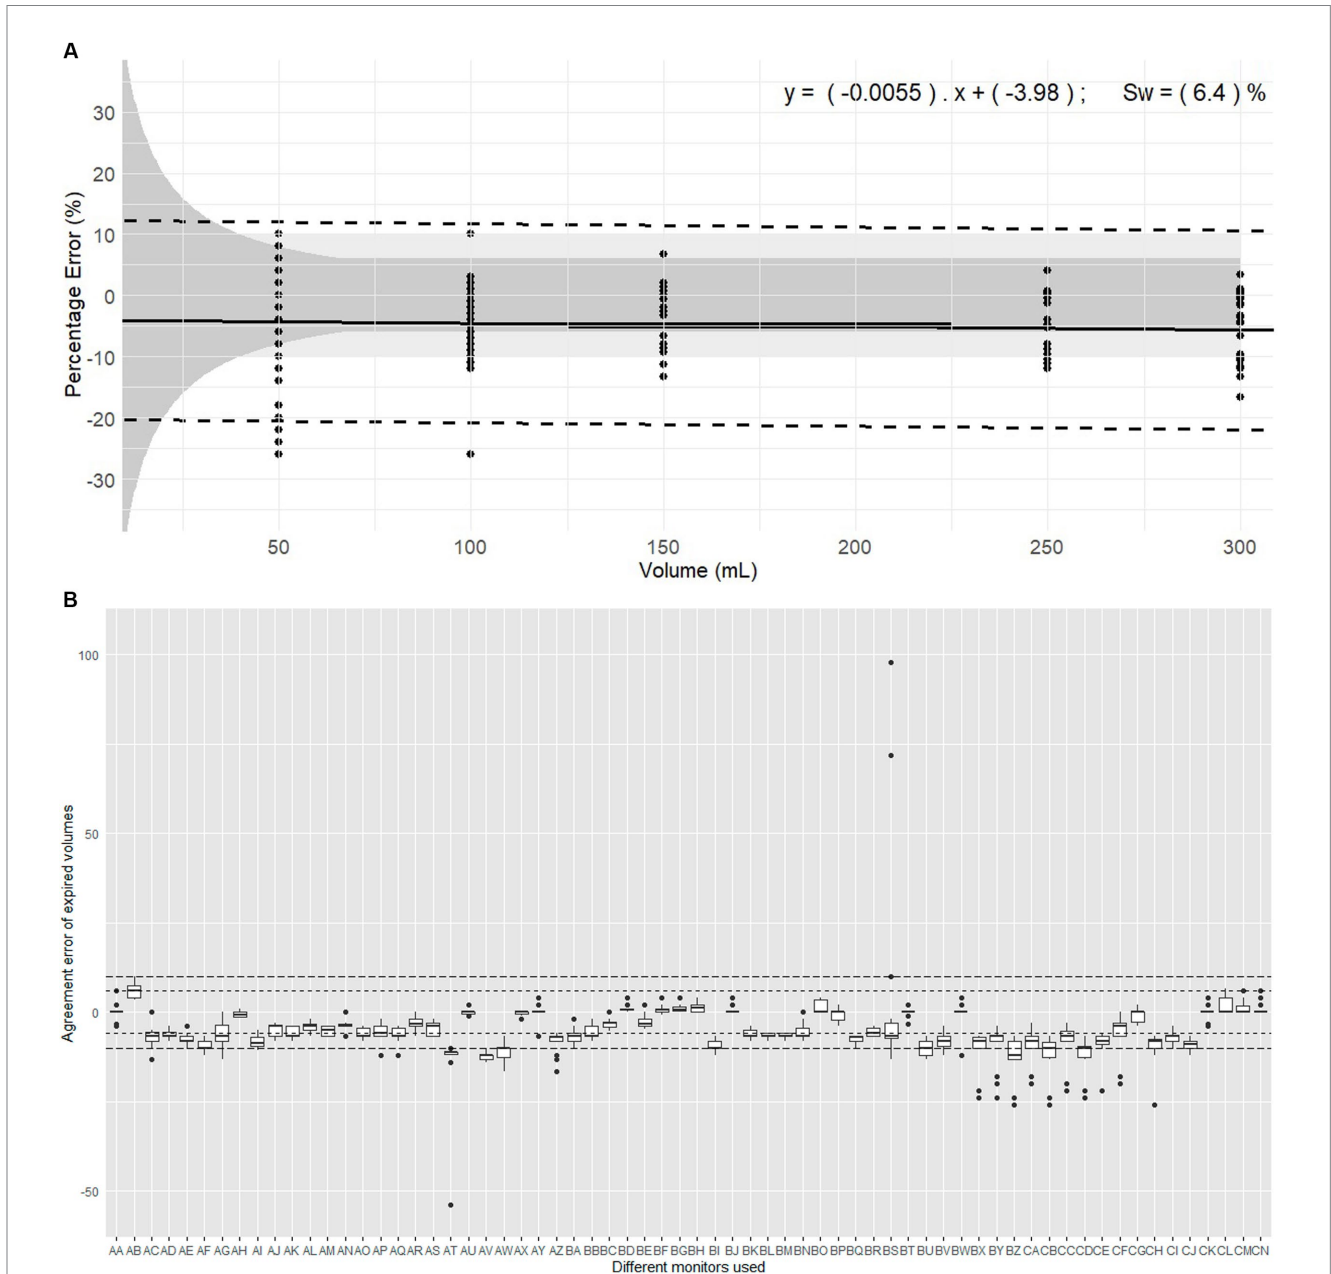 A
y = ( -0.0055 ) . x + ( -3.98 ) ; Sw = ( 6.4 ) %
Percentage Error (%)
30
20
10
0
-10
-20
-30
50 100 150 200 250 300
Volume (mL)
B
Agreement error of expired volumes
100
50
0
-50
AA AB AC AD AE AF AG AH AI AJ AK AL AM AN AO AP AQ AR AS AT AU AV AW AX AY AZ BA BB BC BD BE BF BG BH BI BJ BK BL BM BN BO BP BQ BR BS BT BU BV BW BX BY BZ CA CB CC CD CE CF CG CH CI CJ CK CL CM CN
Different monitors used